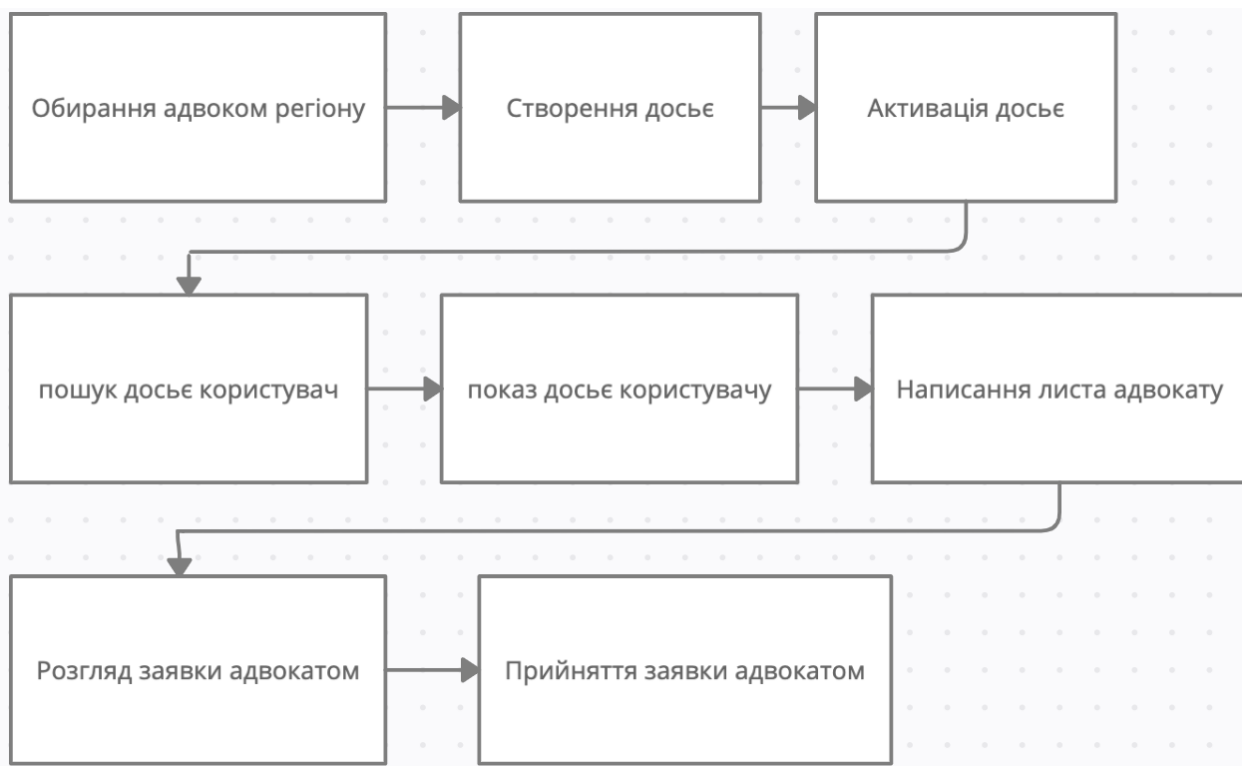 Обирання адвоком регіону
Створення досьє
Активація досьє
пошук досьє користувач
показ досьє користувачу
Написання листа адвокату
Розгляд заявки адвокатом
Прийняття заявки адвокатом